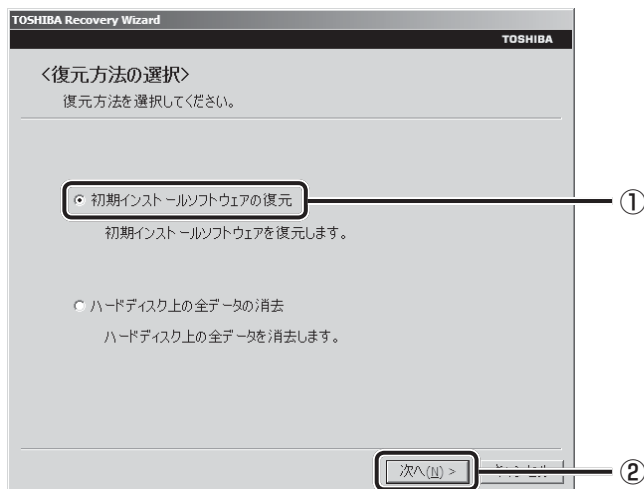 TOSHIBA Recovery Wizard
TOSHIBA
<復元方法の選択>
復元方法を選択してください。
初期インストールソフトウェアの復元
①
初期インストールソフトウェアを復元します。
ハードディスク上の全データの消去
ハードディスク上の全データを消去します。
次へ(N) >
②